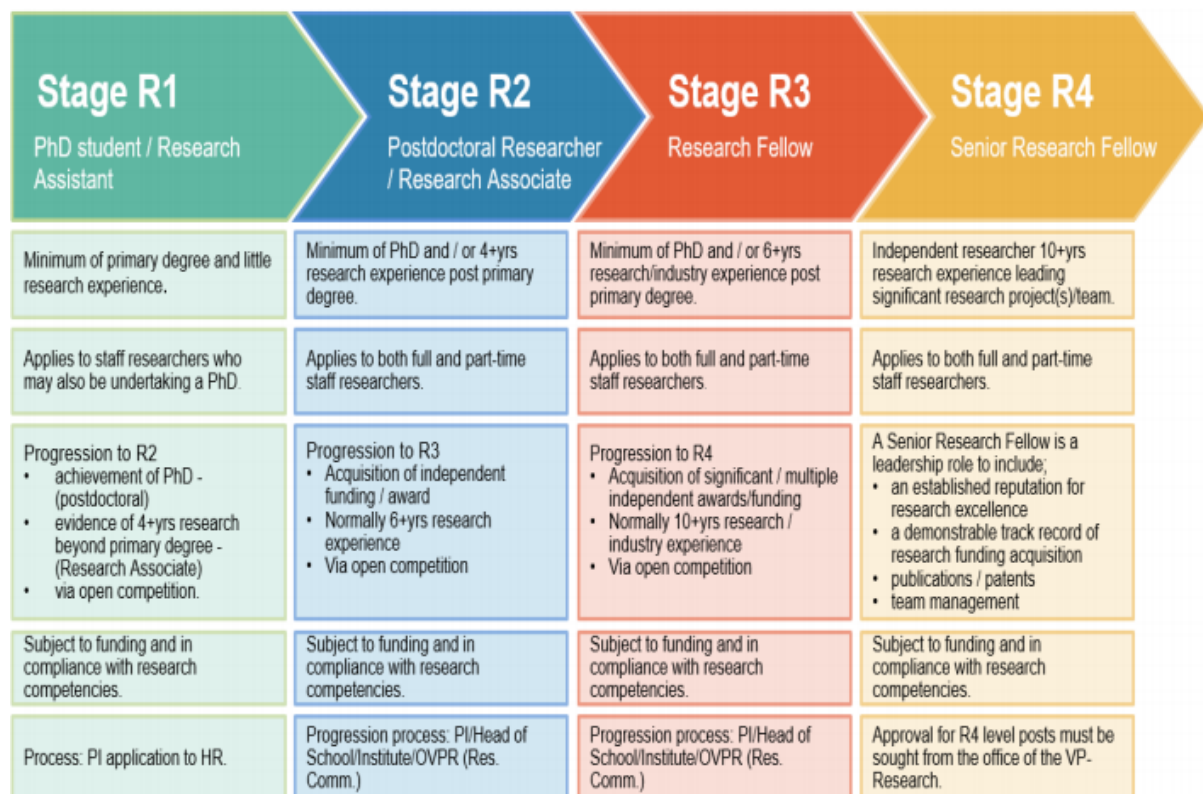 Stage R1
PhD student / Research
Assistant
Stage R2
Postdoctoral Researcher
/ Research Associate
Stage R3
Research Fellow
Stage R4
Senior Research Fellow
Minimum of primary degree and little
research experience.
Minimum of PhD and / or 4+yrs
research experience post primary
degree.
Minimum of PhD and / or 6+yrs
research/industry experience post
primary degree.
Independent researcher 10+yrs
research experience leading
significant research project(s)/team.
Applies to staff researchers who
may also be undertaking a PhD.
Applies to both full and part-time
staff researchers.
Applies to both full and part-time
staff researchers.
Applies to both full and part-time
staff researchers.
Progression to R2
• achievement of PhD -
(postdoctoral)
• evidence of 4+yrs research
beyond primary degree -
(Research Associate)
• via open competition.
Progression to R3
• Acquisition of independent
funding / award
• Normally 6+yrs research
experience
• Via open competition
Progression to R4
• Acquisition of significant / multiple
independent awards/funding
• Normally 10+yrs research /
industry experience
• Via open competition
A Senior Research Fellow is a
leadership role to include;
• an established reputation for
research excellence
• a demonstrable track record of
research funding acquisition
• publications / patents
• team management
Subject to funding and in
compliance with research
competencies.
Subject to funding and in
compliance with research
competencies.
Subject to funding and in
compliance with research
competencies.
Subject to funding and in
compliance with research
competencies.
Process: PI application to HR.
Progression process: PI/Head of
School/Institute/OVPR (Res.
Comm.)
Progression process: PI/Head of
School/Institute/OVPR (Res.
Comm.)
Approval for R4 level posts must be
sought from the office of the VP-
Research.